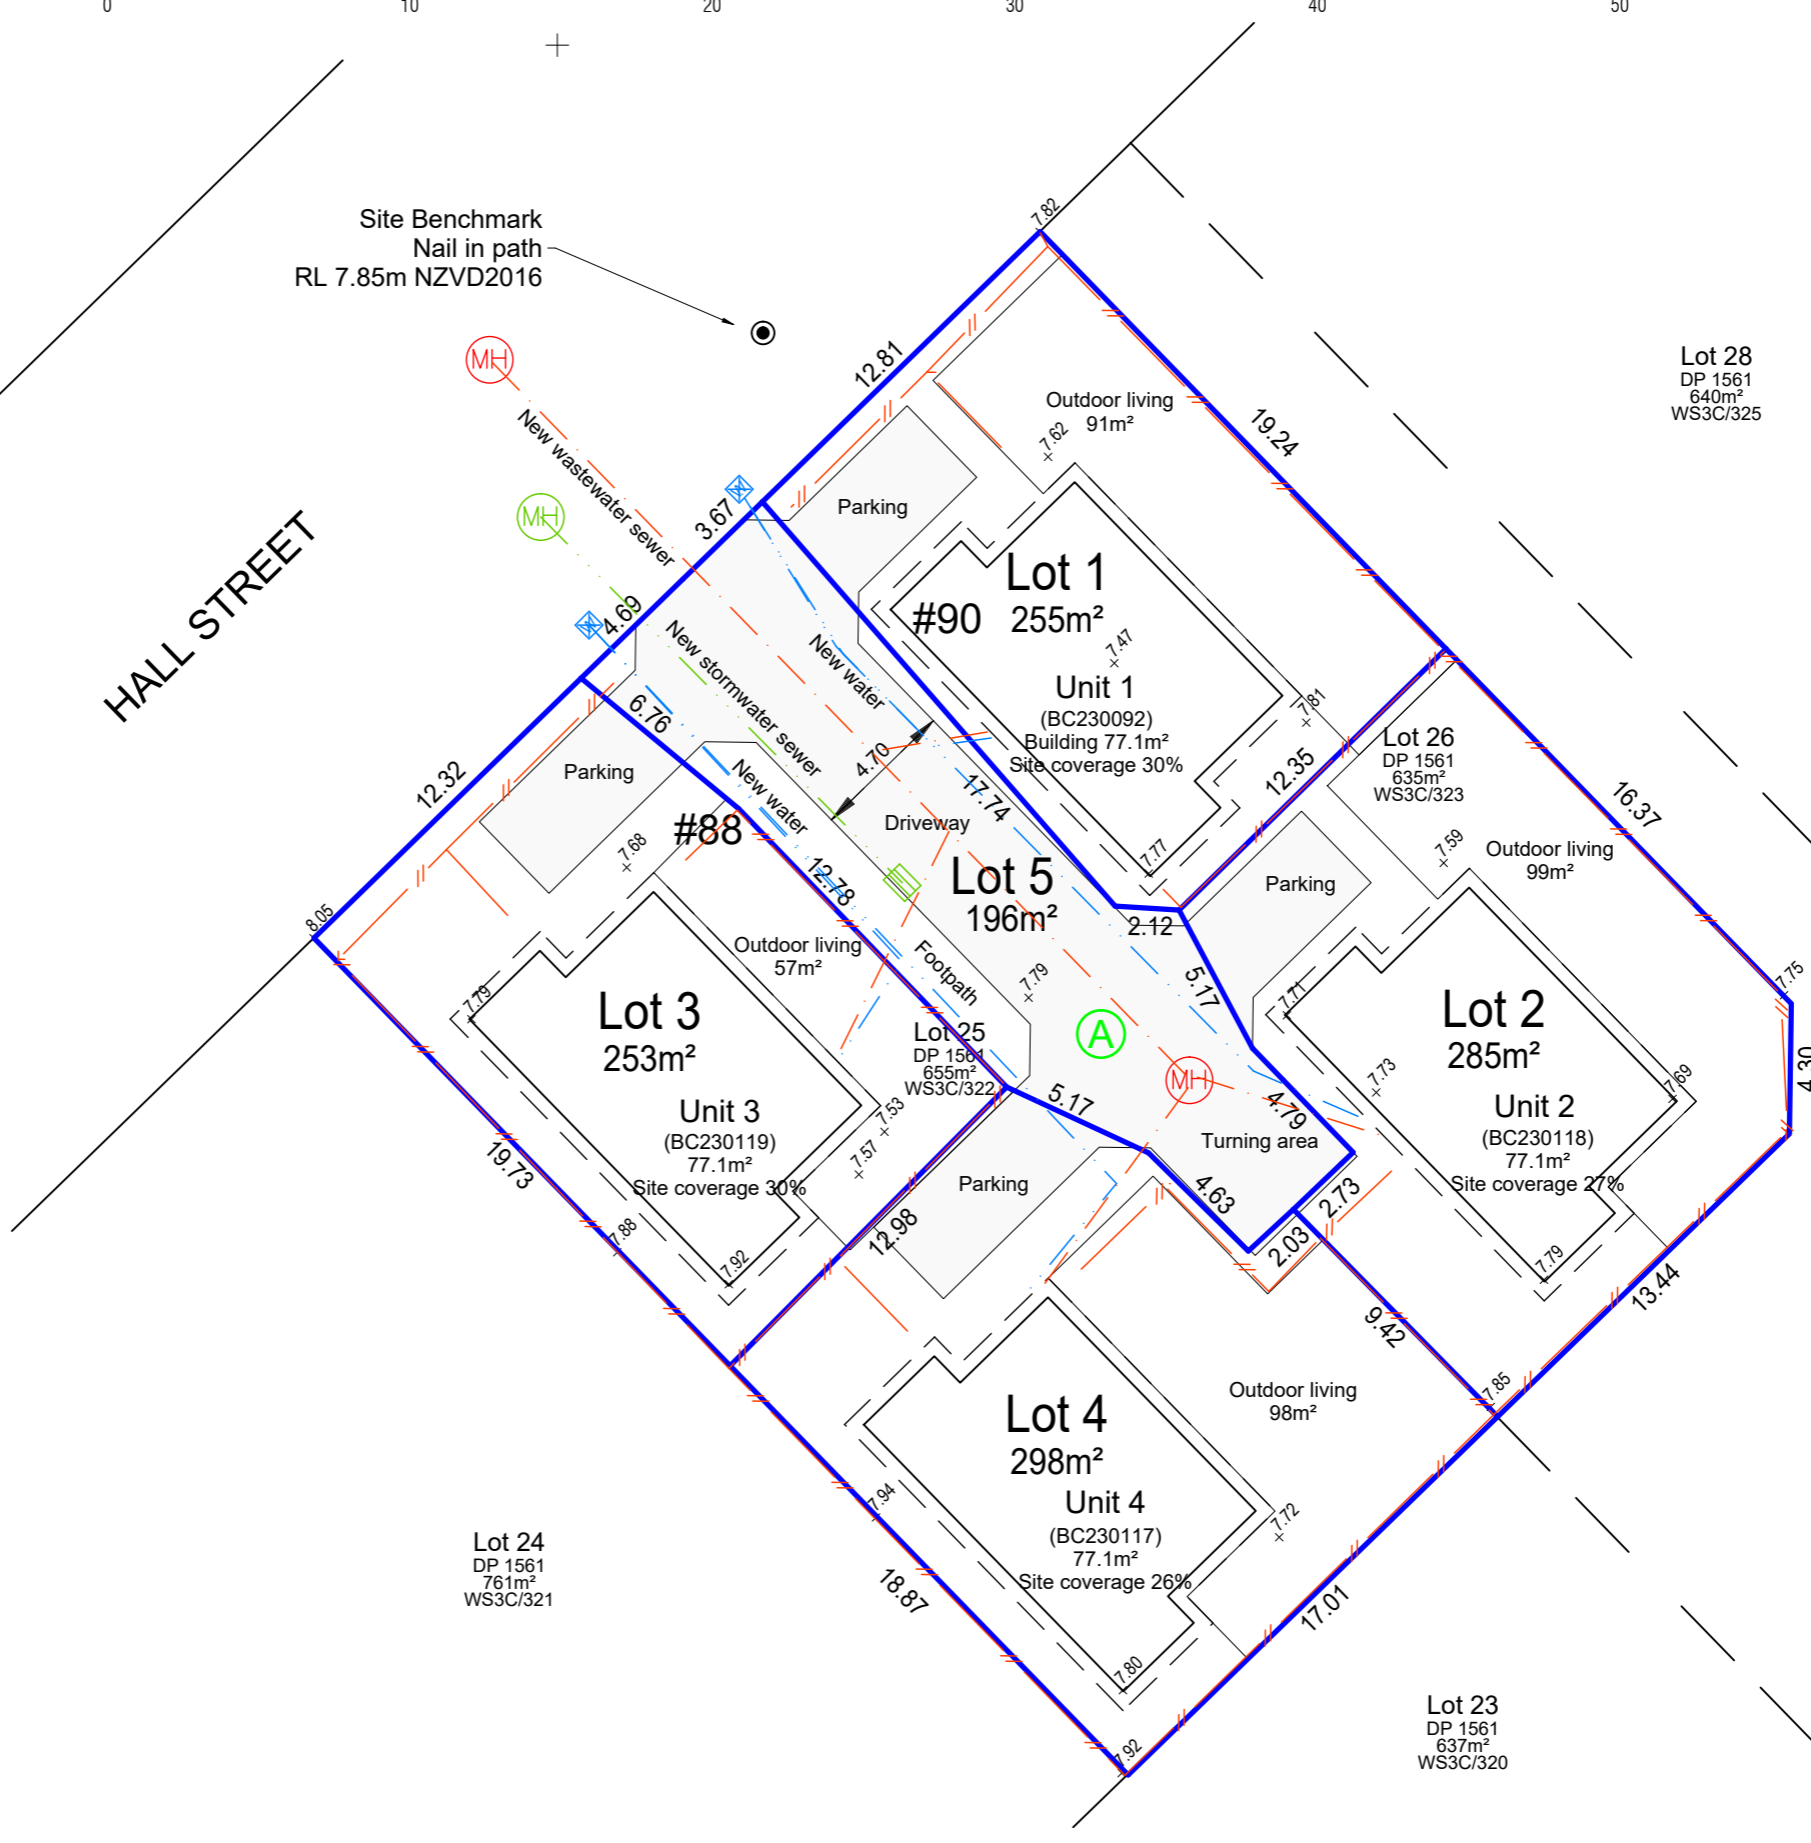 0 10 20 30 40 50
Site Benchmark
Nail in path
RL 7.85m NZVD2016
HALL STREET
MH
MH
New wastewater sewer
New stormwater sewer
New water
New water
7.82
12.81
3.67
4.69
12.32
8.05
19.24
Outdoor living
91m²
7.62
Parking
Lot 1
255m²
#90
7.47
Unit 1
(BC230092)
Building 77.1m²
Site coverage 30%
7.81
7.77
12.35
17.74
Lot 28
DP 1561
640m²
WS3C/325
Lot 26
DP 1561
635m²
WS3C/323
16.37
7.59
Outdoor living
99m²
Parking
6.76
Parking
#88
7.68
4.70
Driveway
Lot 5
196m²
12.78
Footpath
7.79
2.12
5.17
A
MH
4.79
Turning area
5.17
4.63
2.73
2.03
Outdoor living
57m²
Lot 25
DP 1561
655m²
WS3C/322
7.79
Lot 3
253m²
Unit 3
(BC230119)
77.1m²
Site coverage 30%
7.53
7.57
7.88
7.92
19.73
12.98
7.71
Lot 2
285m²
7.73
Unit 2
(BC230118)
77.1m²
Site coverage 27%
7.69
7.75
4.30
7.79
13.44
9.42
7.85
Parking
Outdoor living
98m²
Lot 4
298m²
Unit 4
(BC230117)
77.1m²
Site coverage 26%
7.72
7.94
18.87
7.80
7.92
17.01
Lot 24
DP 1561
761m²
WS3C/321
Lot 23
DP 1561
637m²
WS3C/320